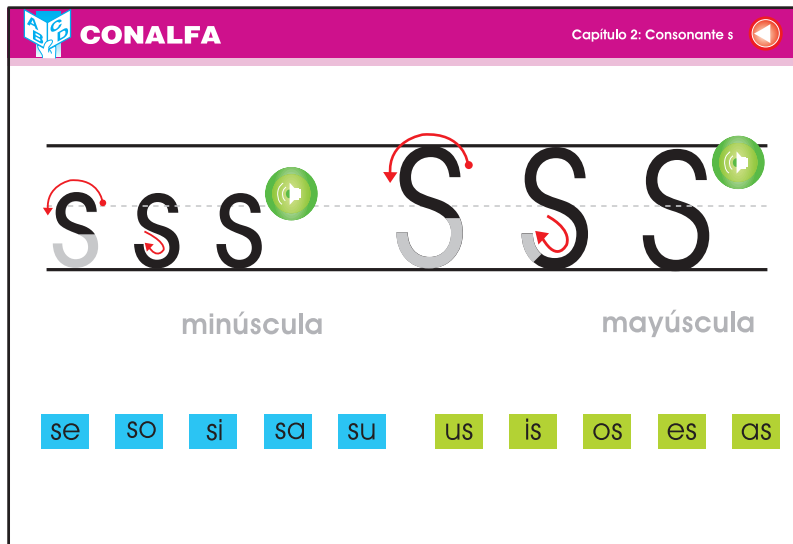 A B C D
CONALFA
Capítulo 2: Consonante s
s s s S S S
minúscula mayúscula
se so si sa su us is os es as